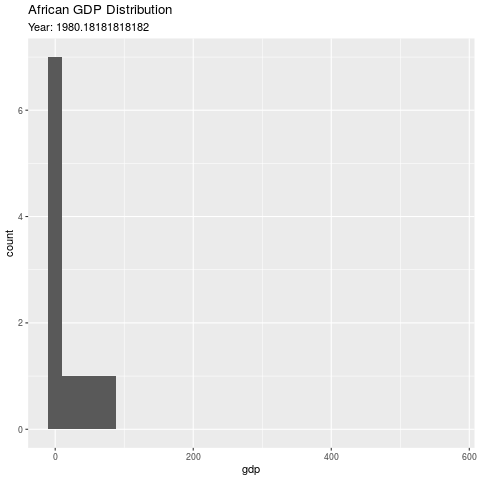 African GDP Distribution
Year: 1980.18181818182
6
4
2
0
count
0 200 400 600
gdp